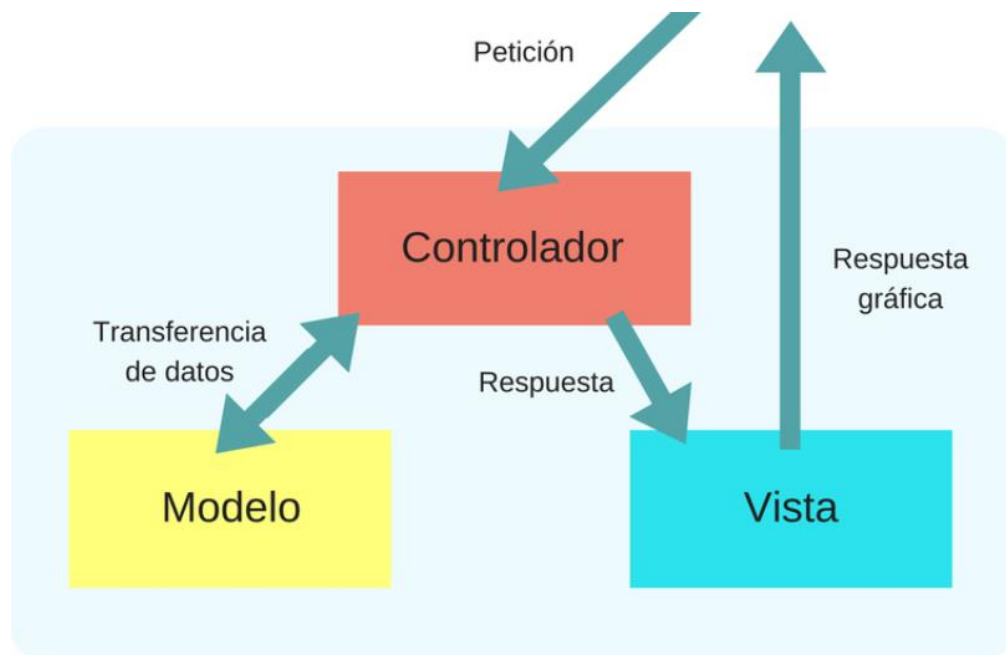 Petición
Controlador
Respuesta
gráfica
Transferencia
de datos
Respuesta
Modelo
Vista